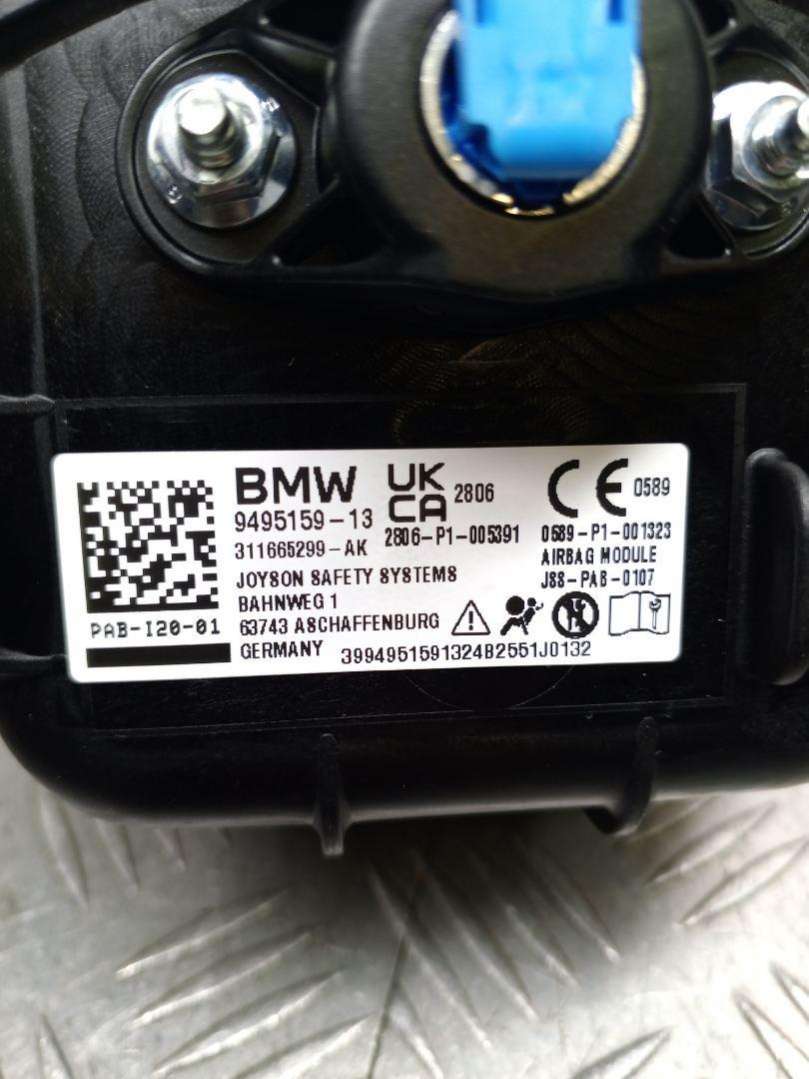 BMW UK CA 2806 CE 0589
9495159-13 2806-P1-005391 0589-P1-001323
311665299-AK AIRBAG MODULE
JOYSON SAFETY SYSTEMS J88-PAB-0107
BAHNWEG 1
PAB-I20-01 63743 ASCHAFFENBURG
GERMANY 3994951591324B2551J0132